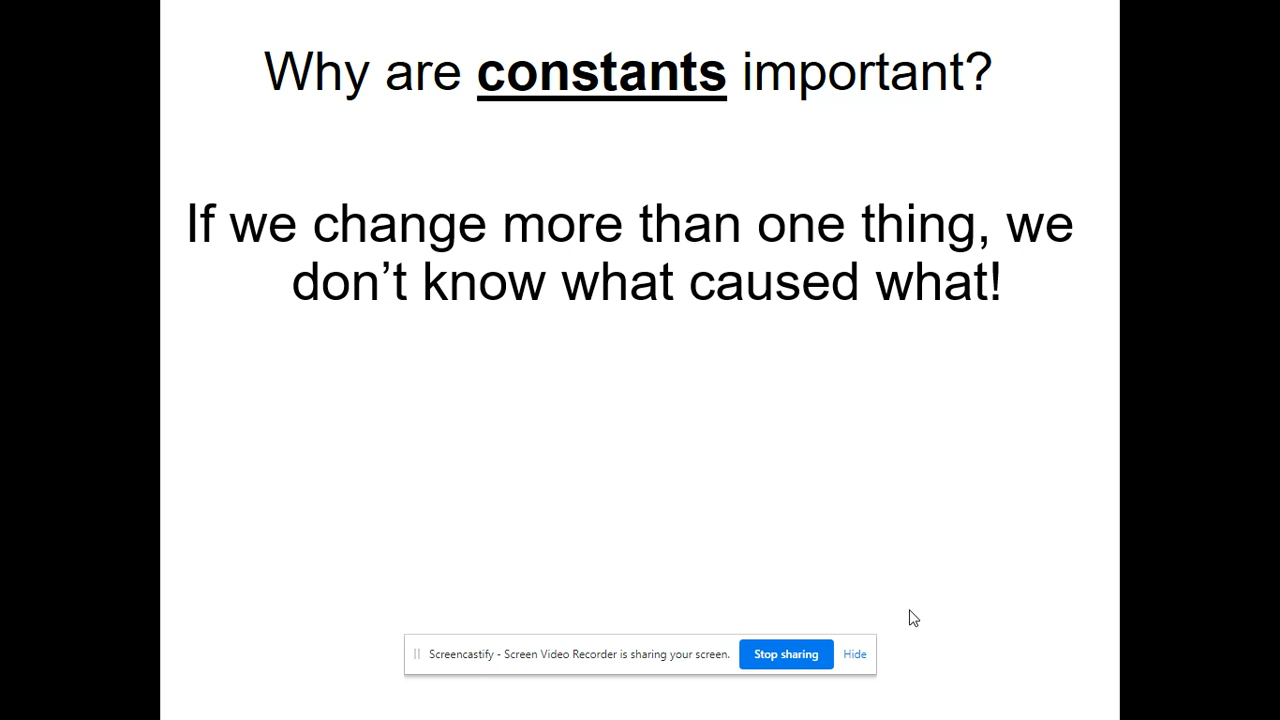 Why are constants important?
If we change more than one thing, we
don’t know what caused what!
Screencastify - Screen Video Recorder is sharing your screen. Stop sharing Hide